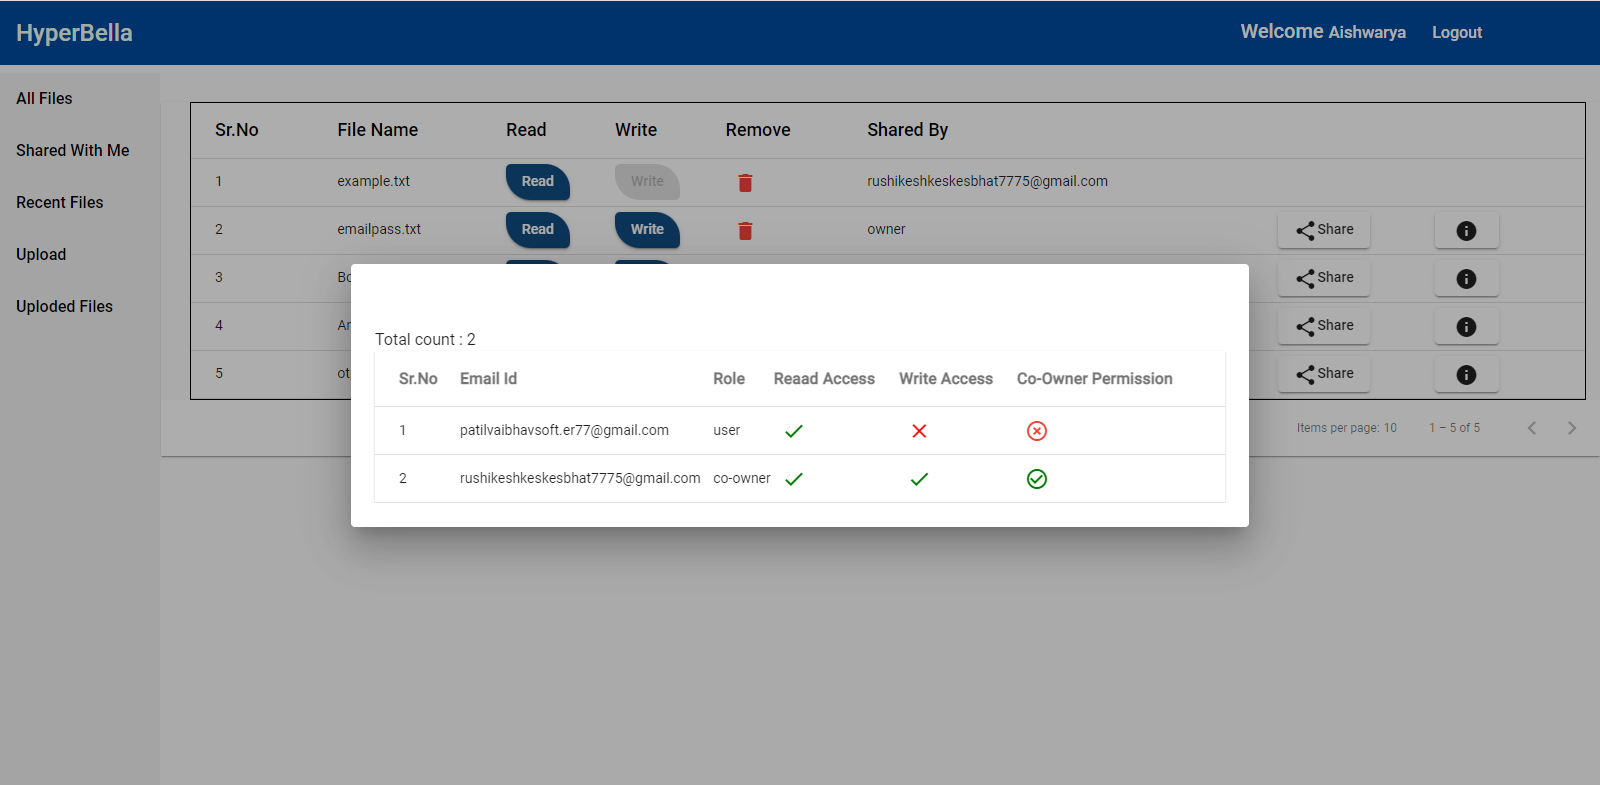 HyperBella
Welcome Aishwarya Logout
All Files
Shared With Me
Recent Files
Upload
Uploded Files
Sr.No File Name Read Write Remove Shared By
1 example.txt Read Write rushikeshkeskesbhat7775@gmail.com
2 emailpass.txt Read Write owner Share
3 Share
4 Share
5 Share
Items per page: 10 1 – 5 of 5
Total count : 2
Sr.No Email Id Role Reaad Access Write Access Co-Owner Permission
1 patilvaibhavsoft.er77@gmail.com user
2 rushikeshkeskesbhat7775@gmail.com co-owner